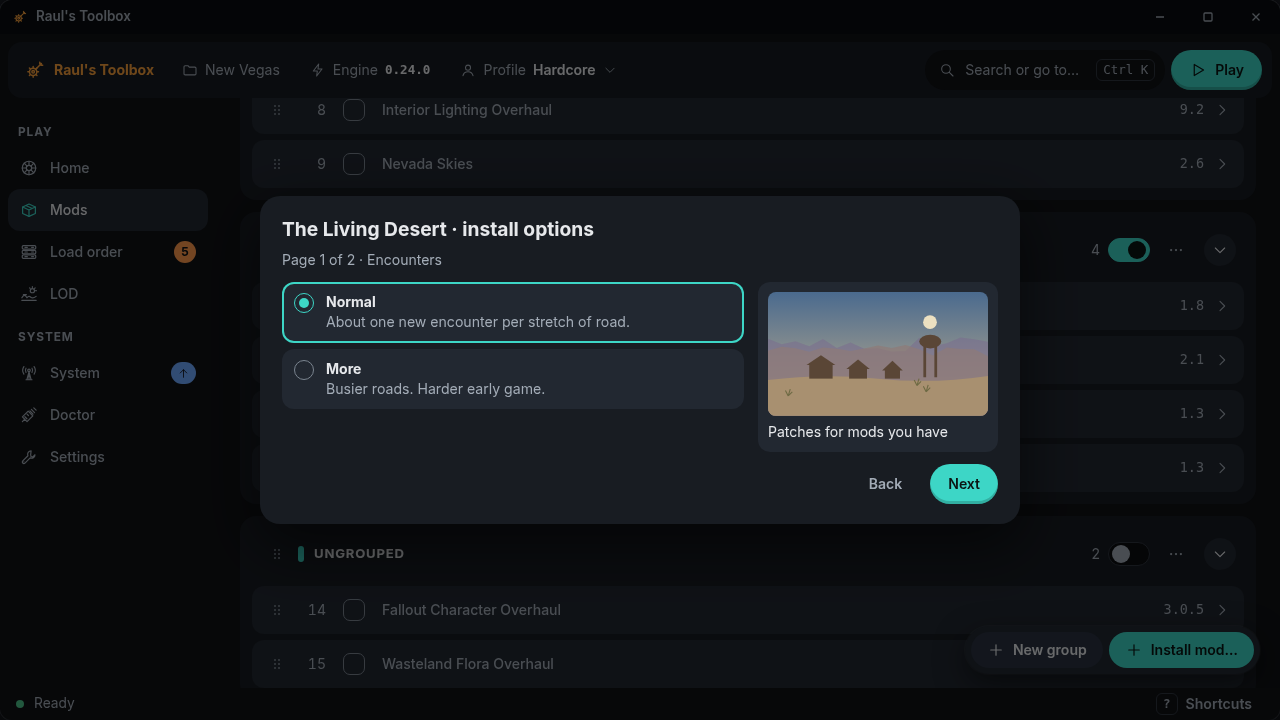 Raul's Toolbox
Raul's Toolbox
New Vegas
Engine 0.24.0
Profile Hardcore
Search or go to...
Ctrl K
Play
PLAY
Home
Mods
Load order
5
LOD
SYSTEM
System
Doctor
Settings
8 Interior Lighting Overhaul 9.2
9 Nevada Skies 2.6
4
1.8
2.1
1.3
1.3
The Living Desert · install options
Page 1 of 2 · Encounters
Normal
About one new encounter per stretch of road.
More
Busier roads. Harder early game.
Patches for mods you have
Back
Next
UNGROUPED 2
14 Fallout Character Overhaul 3.0.5
15 Wasteland Flora Overhaul
New group
Install mod...
Ready
? Shortcuts